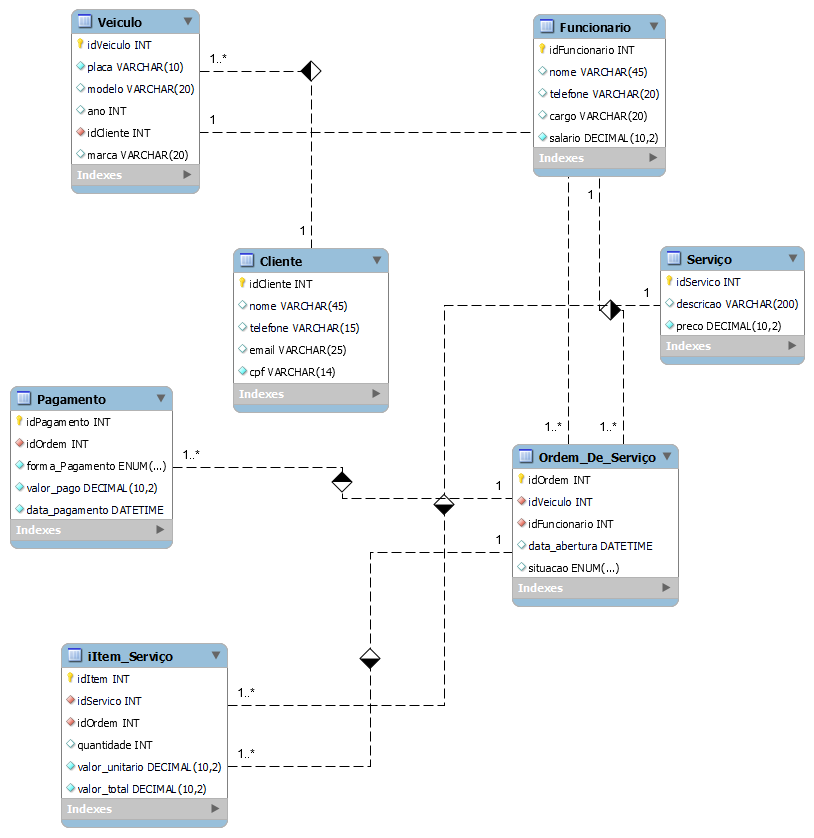 Veiculo
idVeiculo INT
placa VARCHAR(10)
modelo VARCHAR(20)
ano INT
idCliente INT
marca VARCHAR(20)
Indexes
1..*
1
1
Funcionario
idFuncionario INT
nome VARCHAR(45)
telefone VARCHAR(20)
cargo VARCHAR(20)
salario DECIMAL(10,2)
Indexes
1
Cliente
idCliente INT
nome VARCHAR(45)
telefone VARCHAR(15)
email VARCHAR(25)
cpf VARCHAR(14)
Indexes
Serviço
idServico INT
descricao VARCHAR(200)
preco DECIMAL(10,2)
Indexes
1
Pagamento
idPagamento INT
idOrdem INT
forma_Pagamento ENUM(...)
valor_pago DECIMAL(10,2)
data_pagamento DATETIME
Indexes
1..*
1..*
1..*
1
1
Ordem_De_Serviço
idOrdem INT
idVeiculo INT
idFuncionario INT
data_abertura DATETIME
situacao ENUM(...)
Indexes
iItem_Serviço
idItem INT
idServico INT
idOrdem INT
quantidade INT
valor_unitario DECIMAL(10,2)
valor_total DECIMAL(10,2)
Indexes
1..*
1..*